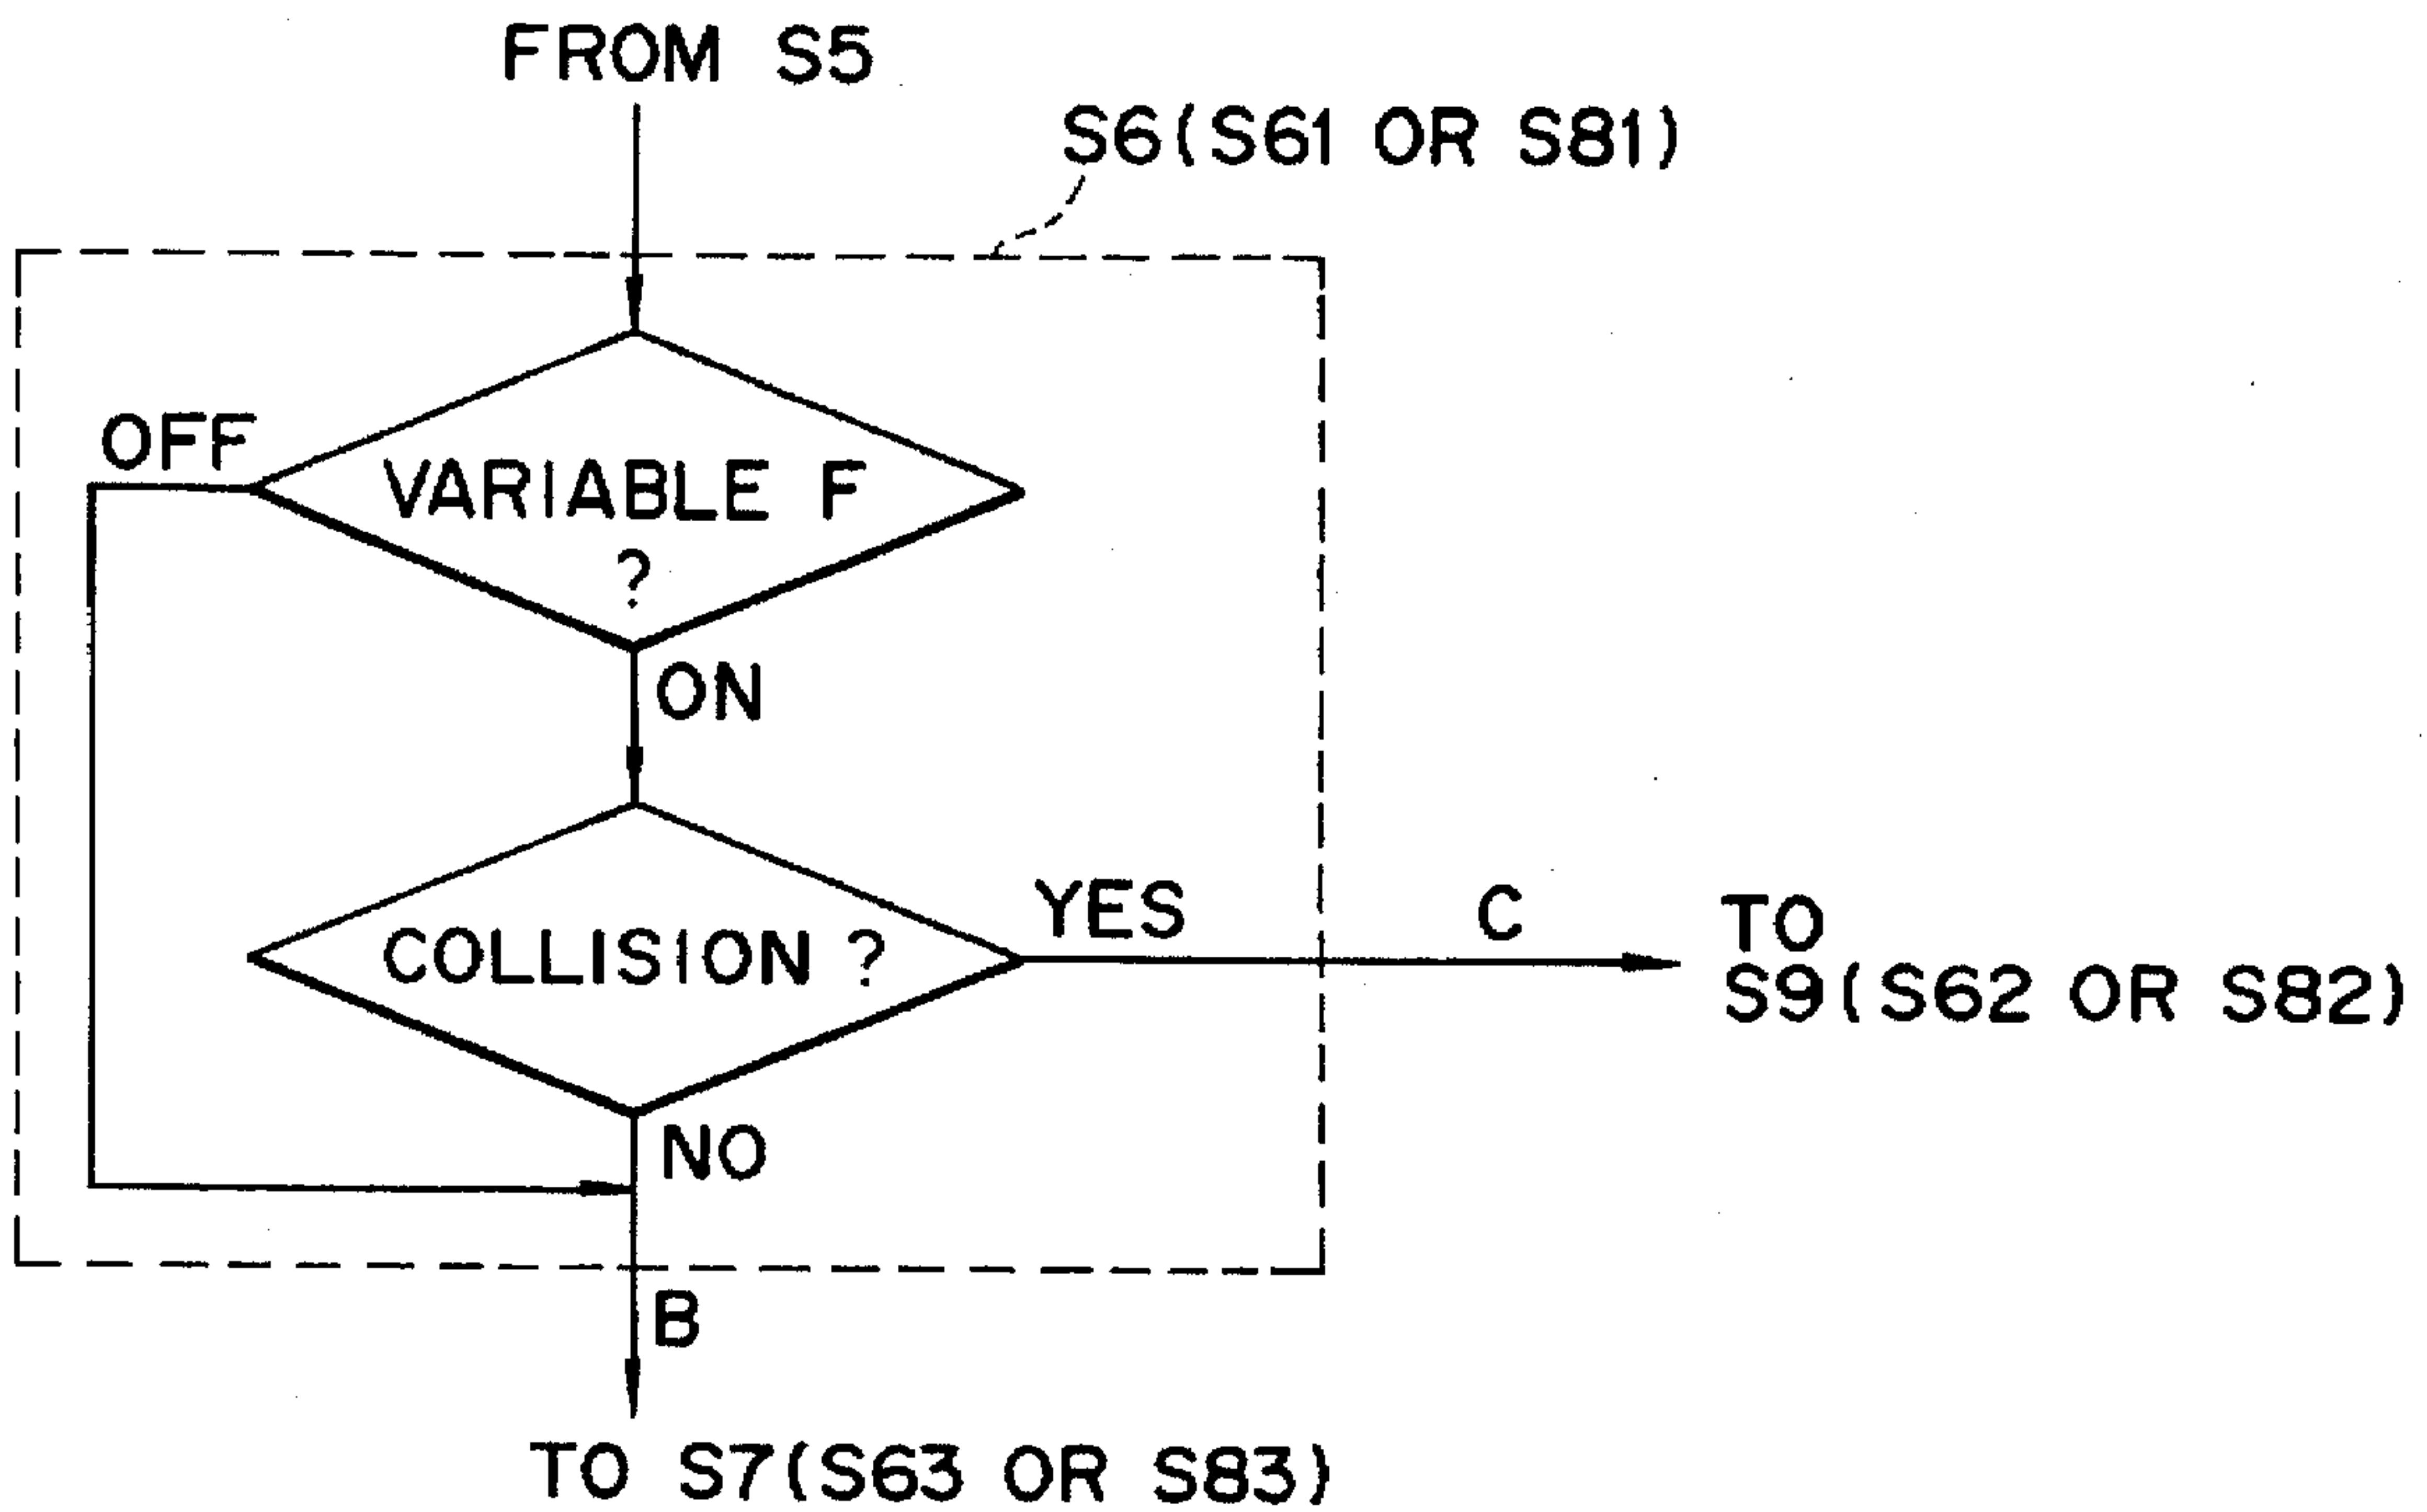 FROM S5
S6(S61 OR S81)
OFF
VARIABLE F
?
ON
COLLISION ?
YES
C
TO
S9(S62 OR S82)
NO
B
TO S7(S63 OR S83)